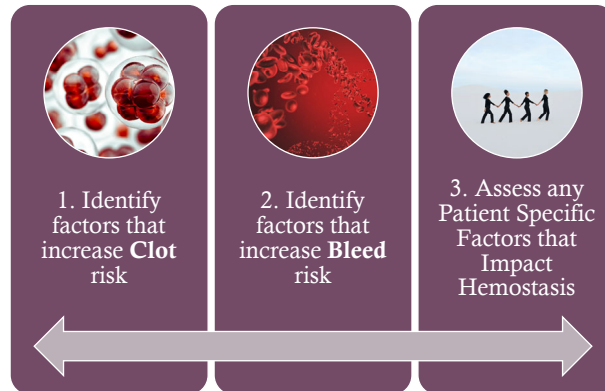 1. Identify
factors that
increase Clot
risk
2. Identify
factors that
increase Bleed
risk
3. Assess any
Patient Specific
Factors that
Impact
Hemostasis